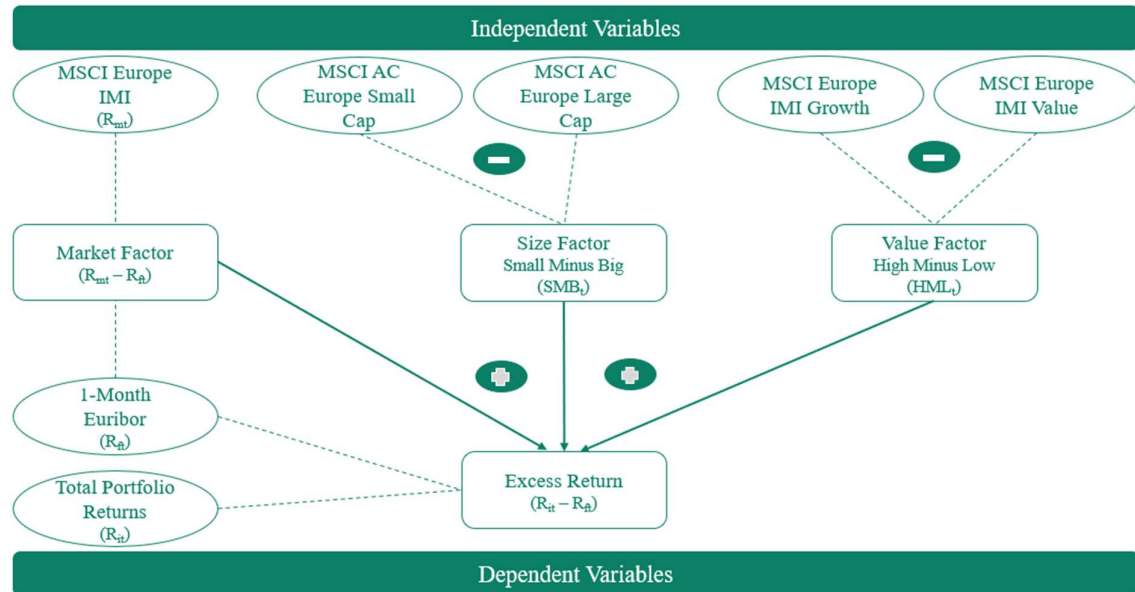 Independent Variables
MSCI Europe
IMI
(Rmt)
MSCI AC
Europe Small
Cap
MSCI AC
Europe Large
Cap
MSCI Europe
IMI Growth
MSCI Europe
IMI Value
Market Factor
(Rmt – Rft)
Size Factor
Small Minus Big
(SMBt)
Value Factor
High Minus Low
(HMLt)
1-Month
Euribor
(Rft)
Total Portfolio
Returns
(Rit)
Excess Return
(Rit – Rft)
Dependent Variables